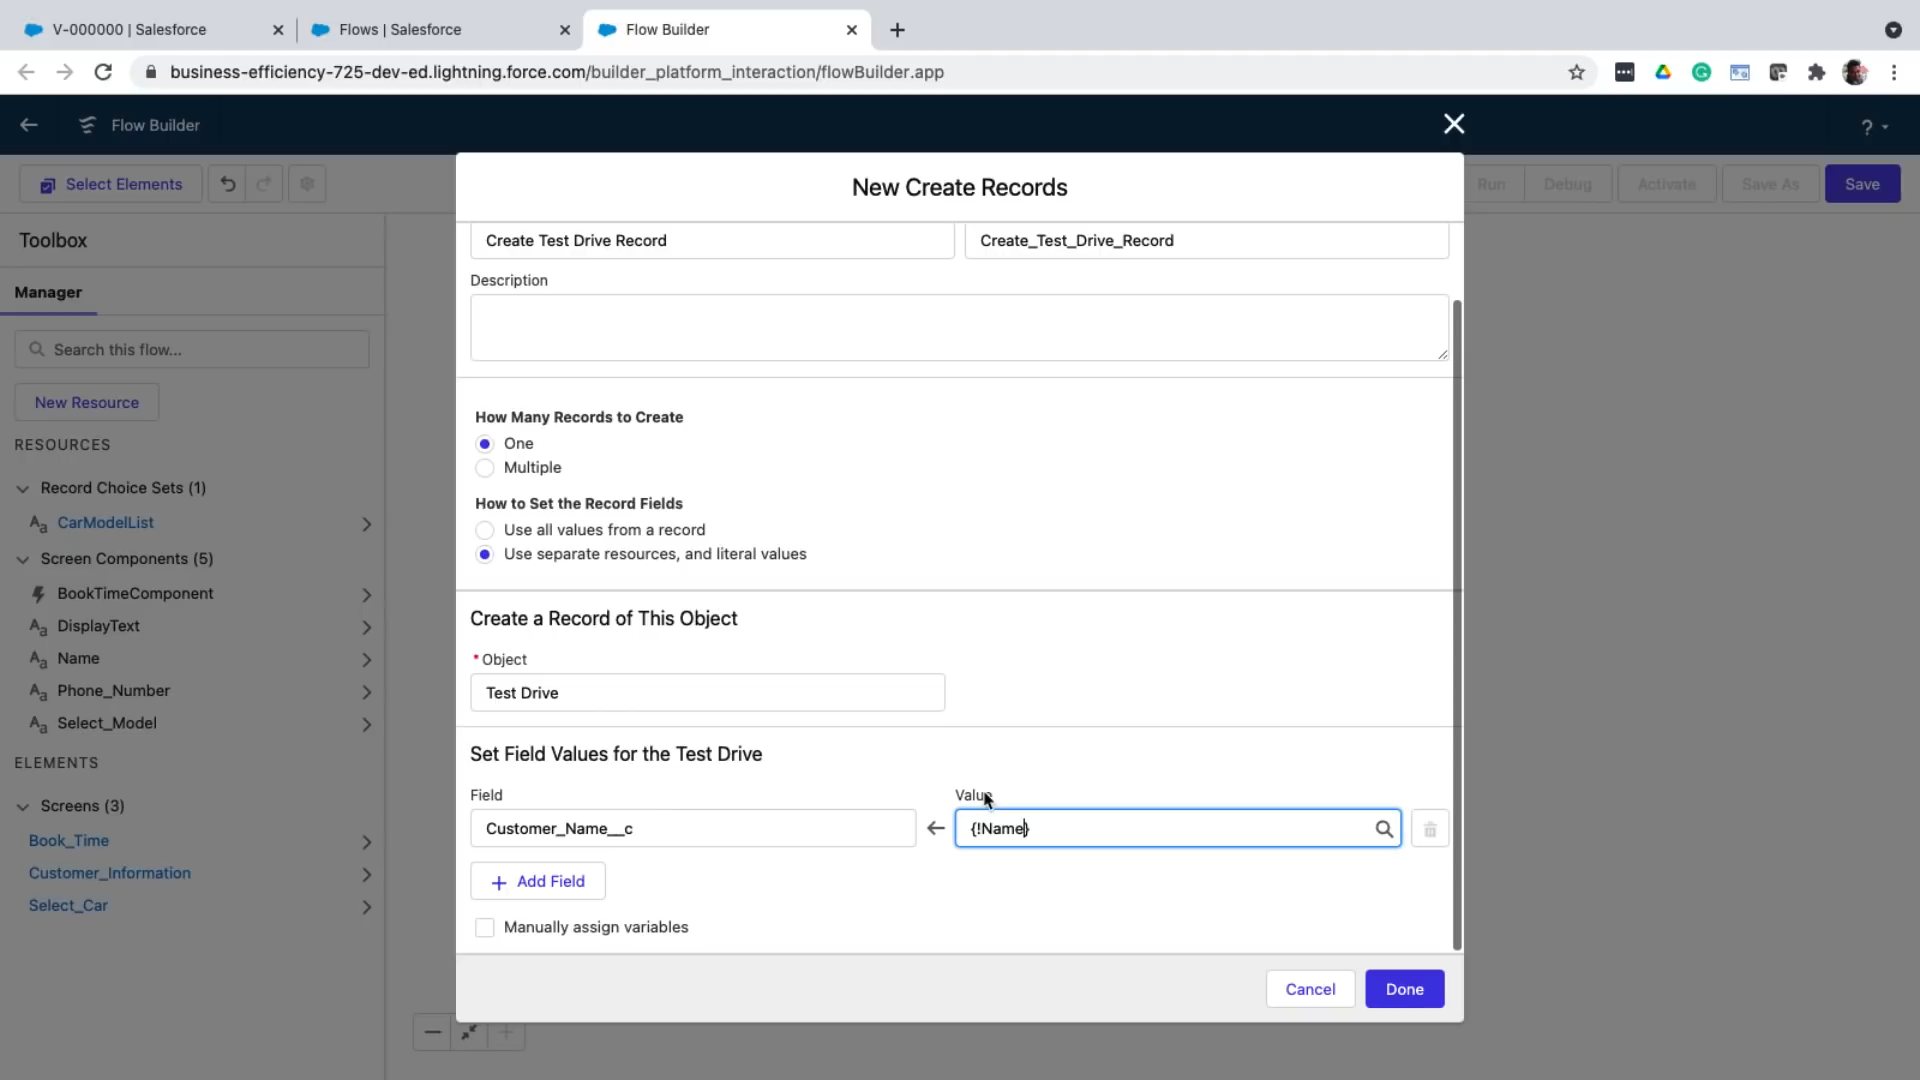 V-000000 | Salesforce
Flows | Salesforce
Flow Builder
business-efficiency-725-dev-ed.lightning.force.com/builder_platform_interaction/flowBuilder.app
Flow Builder
?
Select Elements
Run
Debug
Activate
Save As
Save
Toolbox
Manager
Search this flow...
New Resource
RESOURCES
Record Choice Sets (1)
CarModelList
Screen Components (5)
BookTimeComponent
DisplayText
Name
Phone_Number
Select_Model
ELEMENTS
Screens (3)
Book_Time
Customer_Information
Select_Car
New Create Records
Create Test Drive Record
Create_Test_Drive_Record
Description
How Many Records to Create
One
Multiple
How to Set the Record Fields
Use all values from a record
Use separate resources, and literal values
Create a Record of This Object
* Object
Test Drive
Set Field Values for the Test Drive
Field
Value
Customer_Name__c
{!Name}
Add Field
Manually assign variables
Cancel
Done